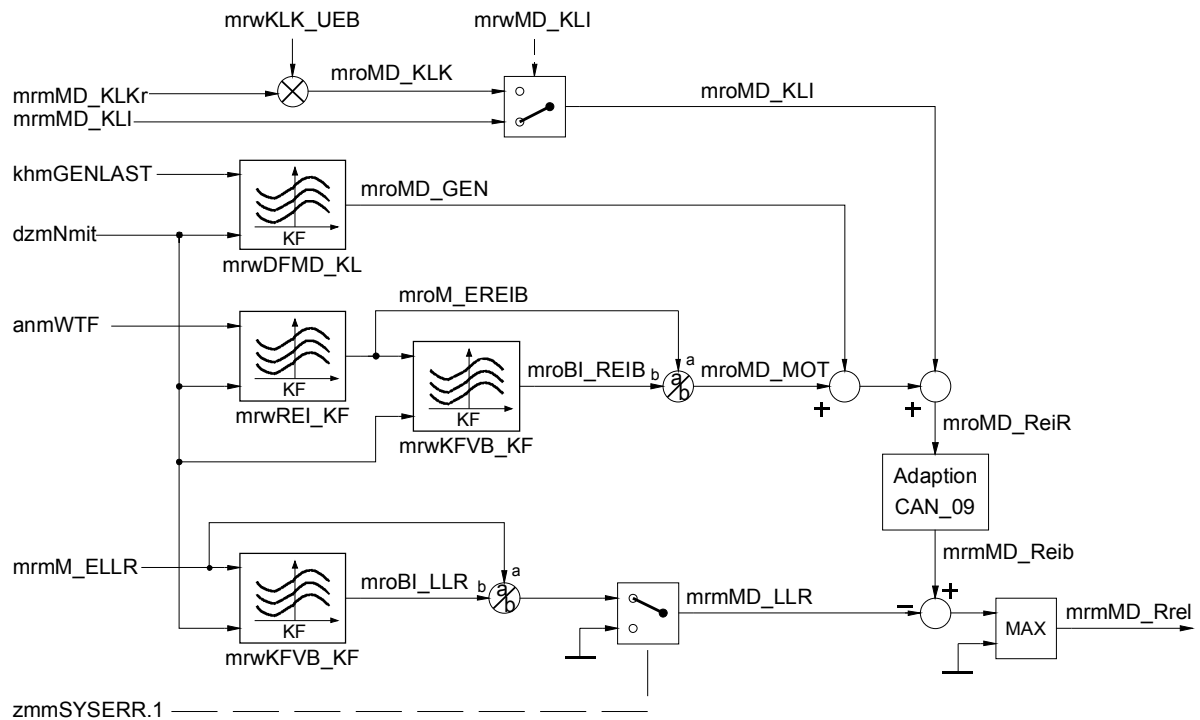 mrwKLK_UEB
mrwMD_KLI
mroMD_KLK
mrmMD_KLKr
mroMD_KLI
mrmMD_KLI
khmGENLAST
mroMD_GEN
dzmNmit
KF
mrwDFMD_KL
mroM_EREIB
anmWTF
a
mroBI_REIB
b
a
b
mroMD_MOT
KF
mrwREI_KF
KF
mrwKFVB_KF
+
+
mroMD_ReiR
Adaption
CAN_09
mrmM_ELLR
mrmMD_Reib
a
mroBI_LLR
b
a
b
mrmMD_LLR
-
+
mrmMD_Rrel
MAX
KF
mrwKFVB_KF
zmmSYSERR.1